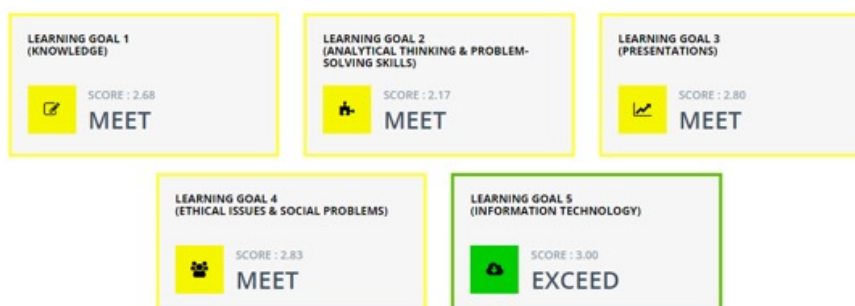 LEARNING GOAL 1
(KNOWLEDGE)
SCORE : 2.68
MEET
LEARNING GOAL 2
(ANALYTICAL THINKING & PROBLEM-
SOLVING SKILLS)
SCORE : 2.17
MEET
LEARNING GOAL 3
(PRESENTATIONS)
SCORE : 2.80
MEET
LEARNING GOAL 4
(ETHICAL ISSUES & SOCIAL PROBLEMS)
SCORE : 2.83
MEET
LEARNING GOAL 5
(INFORMATION TECHNOLOGY)
SCORE : 3.00
EXCEED